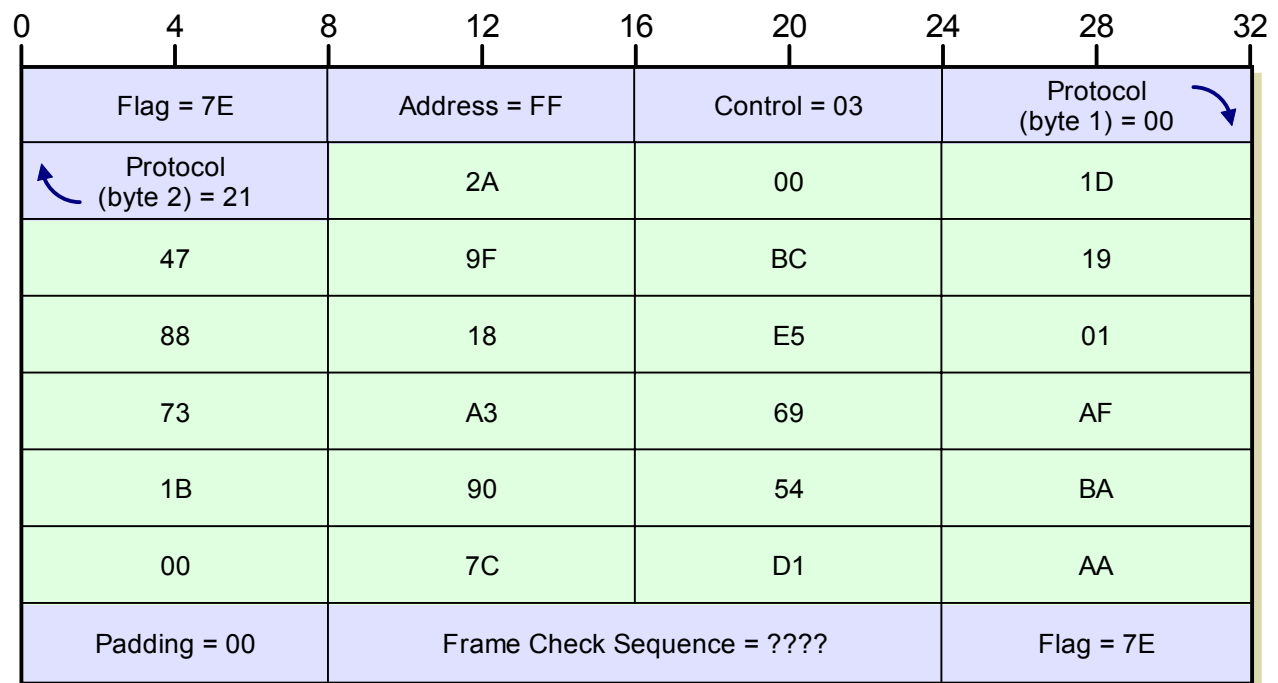 0 4 8 12 16 20 24 28 32
Flag = 7E Address = FF Control = 03 Protocol
(byte 1) = 00
Protocol
(byte 2) = 21 2A 00 1D
47 9F BC 19
88 18 E5 01
73 A3 69 AF
1B 90 54 BA
00 7C D1 AA
Padding = 00 Frame Check Sequence = ???? Flag = 7E